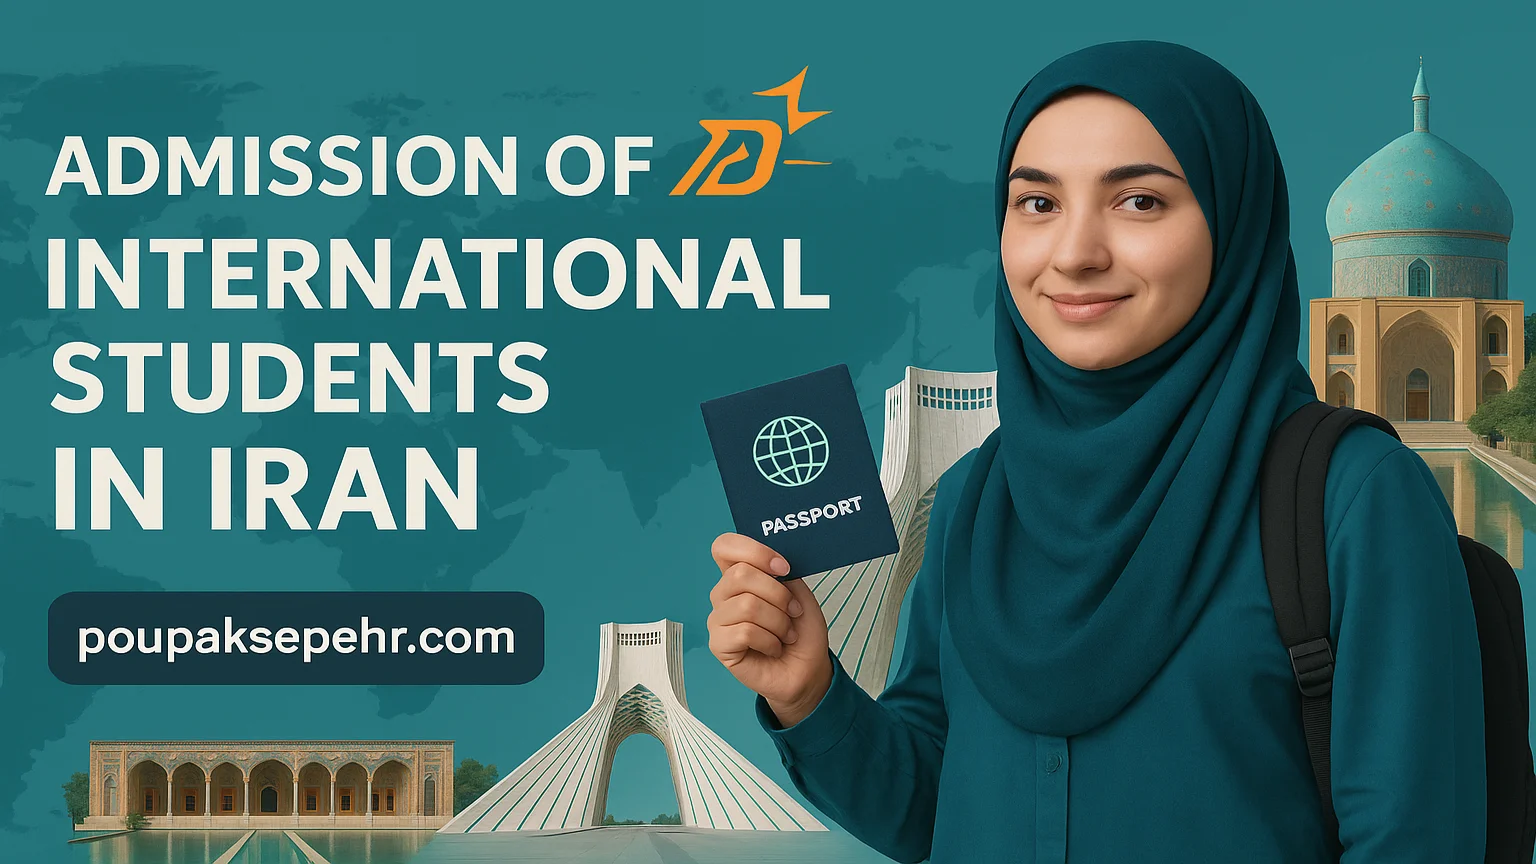 ADMISSION OF
INTERNATIONAL
STUDENTS
IN IRAN
poupaksepehr.com
PASSPORT